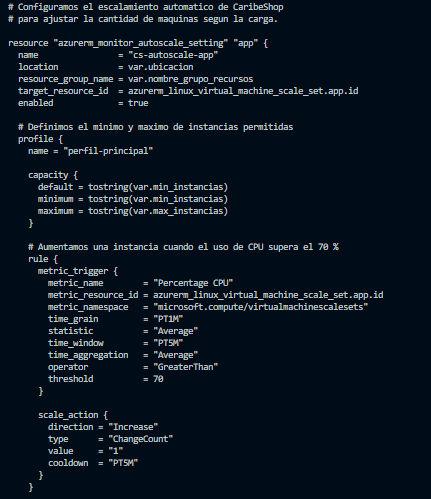 # Configuramos el escalamiento automatico de CaribeShop
# para ajustar la cantidad de maquinas segun la carga.

resource "azurerm_monitor_autoscale_setting" "app" {
  name                = "cs-autoscale-app"
  location            = var.ubicacion
  resource_group_name = var.nombre_grupo_recursos
  target_resource_id  = azurerm_linux_virtual_machine_scale_set.app.id
  enabled             = true

  # Definimos el minimo y maximo de instancias permitidas
  profile {
    name = "perfil-principal"

    capacity {
      default = tostring(var.min_instancias)
      minimum = tostring(var.min_instancias)
      maximum = tostring(var.max_instancias)
    }

    # Aumentamos una instancia cuando el uso de CPU supera el 70 %
    rule {
      metric_trigger {
        metric_name        = "Percentage CPU"
        metric_resource_id = azurerm_linux_virtual_machine_scale_set.app.id
        metric_namespace   = "microsoft.compute/virtualmachinescalesets"
        time_grain         = "PT1M"
        statistic          = "Average"
        time_window        = "PT5M"
        time_aggregation   = "Average"
        operator           = "GreaterThan"
        threshold          = 70
      }

      scale_action {
        direction = "Increase"
        type      = "ChangeCount"
        value     = "1"
        cooldown  = "PT5M"
      }
    }